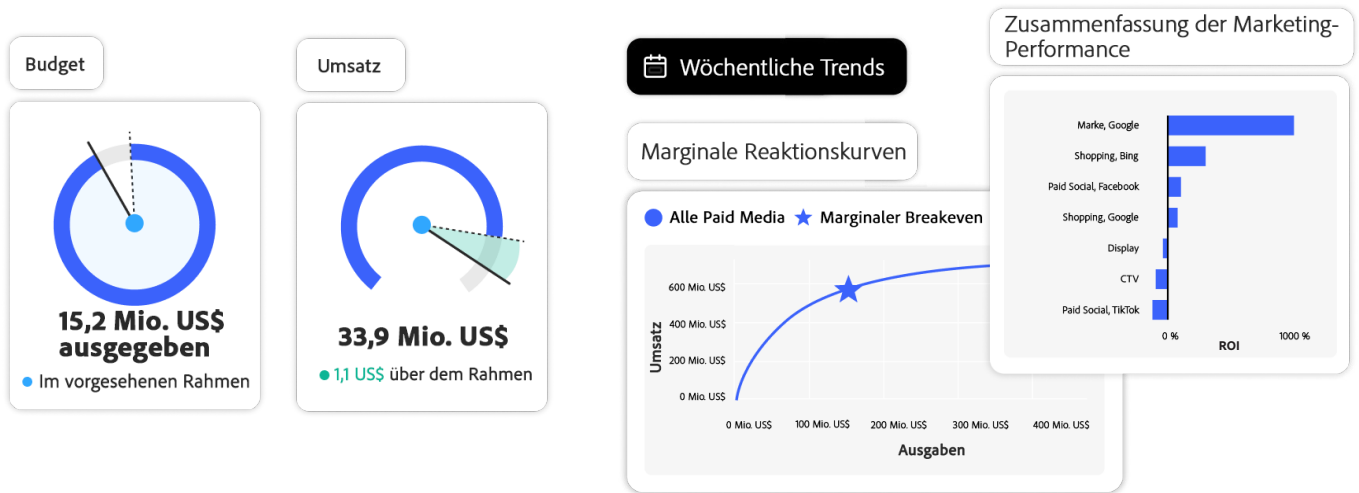 Budget
15,2 Mio. US$
ausgegeben
Im vorgesehenen Rahmen
Umsatz
33,9 Mio. US$
1,1 US$ über dem Rahmen
Wöchentliche Trends
Marginale Reaktionskurven
Alle Paid Media
Marginaler Breakeven
Umsatz
600 Mio. US$
400 Mio. US$
200 Mio. US$
0 Mio. US$
0 Mio. US$
100 Mio. US$
200 Mio. US$
300 Mio. US$
400 Mio. US$
Ausgaben
Zusammenfassung der Marketing-
Performance
Marke, Google
Shopping, Bing
Paid Social, Facebook
Shopping, Google
Display
CTV
Paid Social, TikTok
0 %
1000 %
ROI